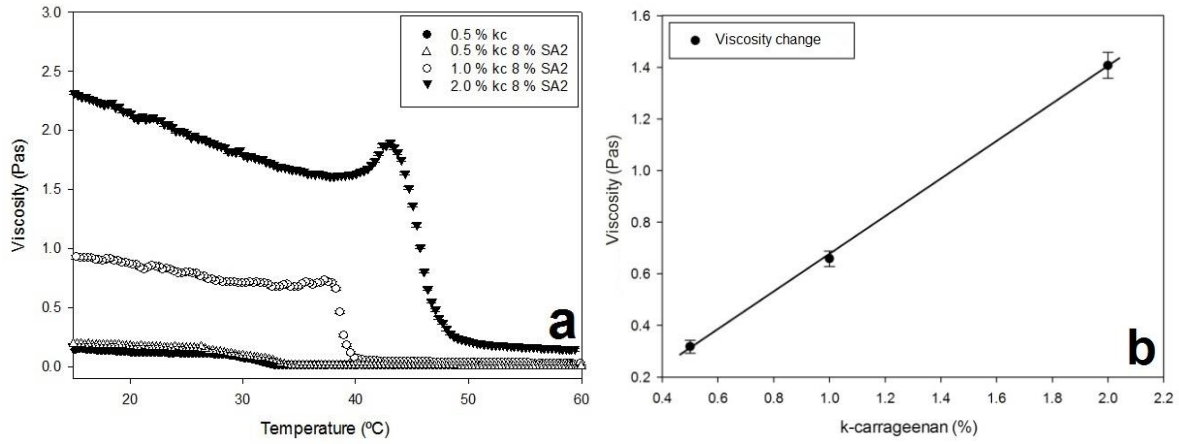 3.0
2.5
2.0
1.5
1.0
0.5
0.0
Viscosity (Pas)
0.5 % kc
0.5 % kc 8 % SA2
1.0 % kc 8 % SA2
2.0 % kc 8 % SA2
a
20 30 40 50 60
Temperature (ºC)
1.6
1.4
1.2
1.0
0.8
0.6
0.4
0.2
Viscosity (Pas)
Viscosity change
b
0.4 0.6 0.8 1.0 1.2 1.4 1.6 1.8 2.0 2.2
k-carrageenan (%)